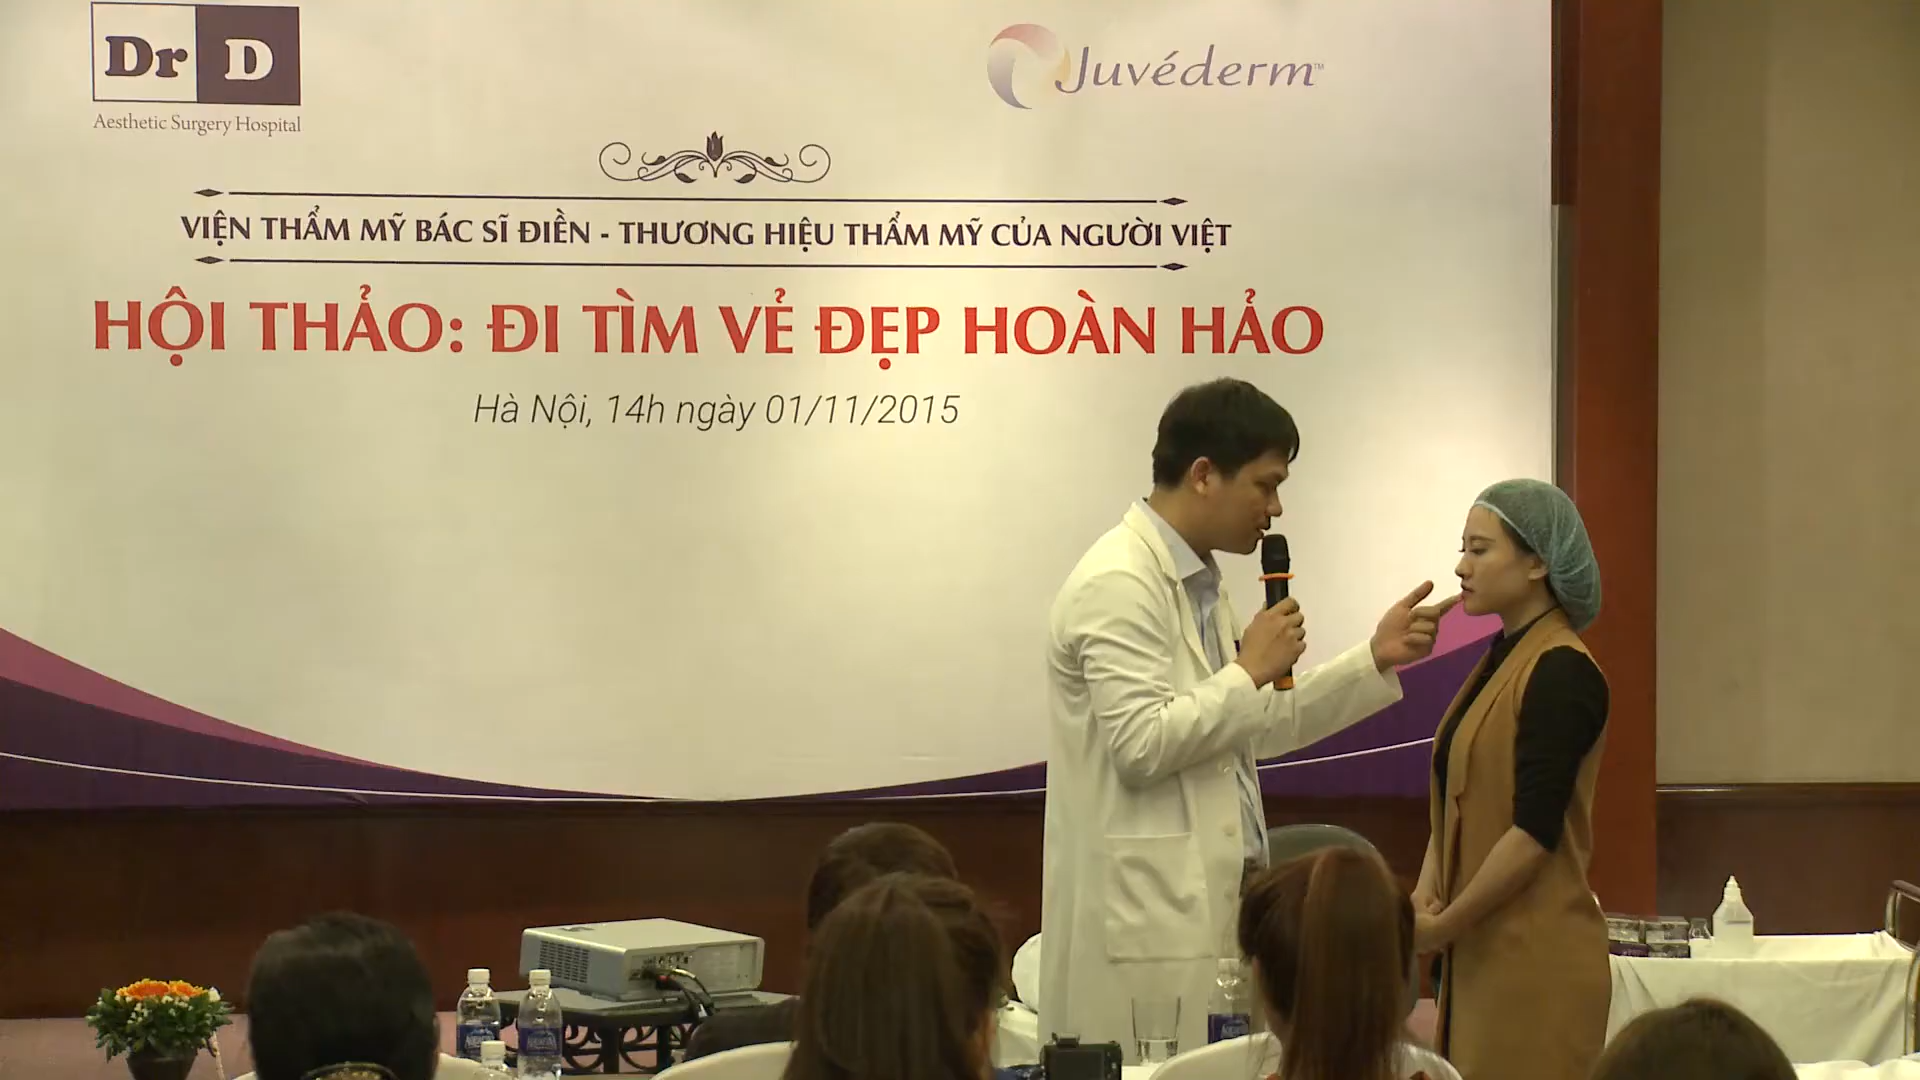 Dr D
Aesthetic Surgery Hospital
Juvéderm™
VIỆN THẨM MỸ BÁC SĨ ĐIỀN - THƯƠNG HIỆU THẨM MỸ CỦA NGƯỜI VIỆT
HỘI THẢO: ĐI TÌM VẺ ĐẸP HOÀN HẢO
Hà Nội, 14h ngày 01/11/2015